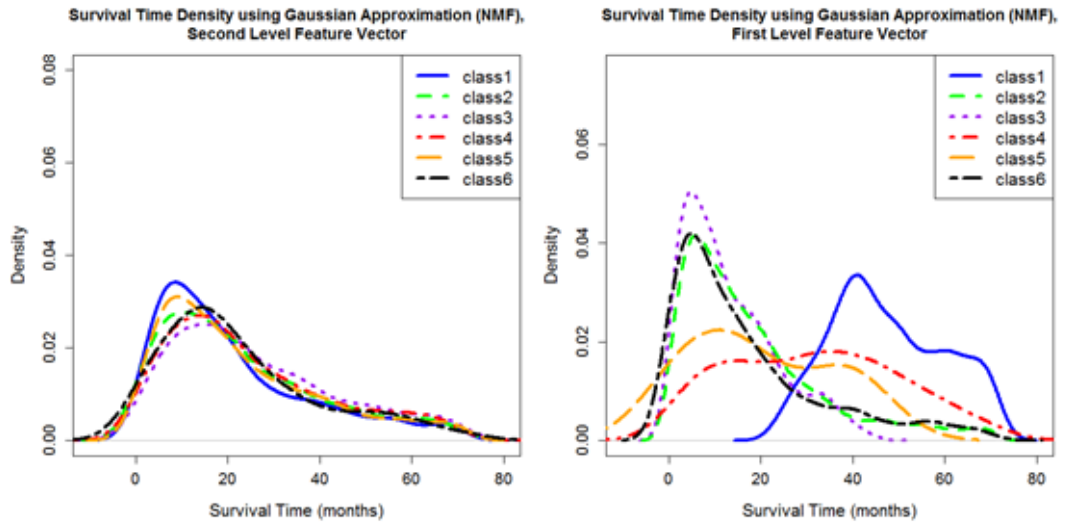 Survival Time Density using Gaussian Approximation (NMF),
Second Level Feature Vector
class1
class2
class3
class4
class5
class6
0.08
0.06
0.04
0.02
0.00
Density
0 20 40 60 80
Survival Time (months)
Survival Time Density using Gaussian Approximation (NMF),
First Level Feature Vector
class1
class2
class3
class4
class5
class6
0.06
0.04
0.02
0.00
Density
0 20 40 60 80
Survival Time (months)